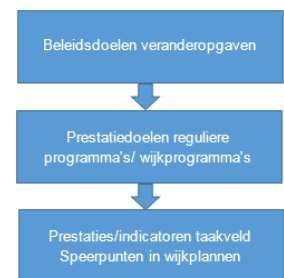 Beleidsdoelen veranderopgaven
Prestatiedoelen reguliere
programma's/ wijkprogramma's
Prestaties/indicatoren taakveld
Speerpunten in wijkplannen